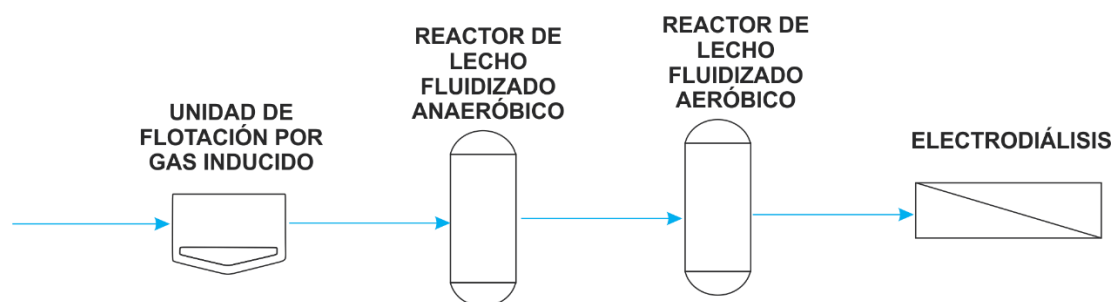 UNIDAD DE
FLOTACIÓN POR
GAS INDUCIDO
REACTOR DE
LECHO
FLUIDIZADO
ANAERÓBICO
REACTOR DE
LECHO
FLUIDIZADO
AERÓBICO
ELECTRODIÁLISIS